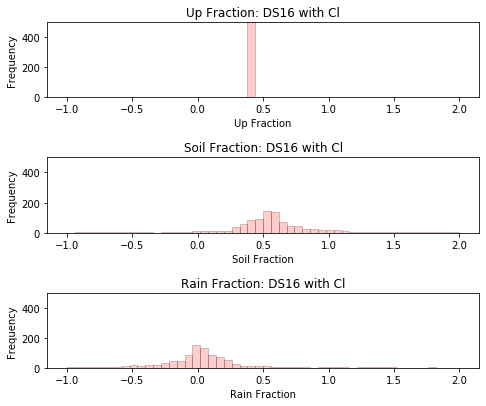 Up Fraction: DS16 with Cl
400
200
0
Frequency
−1.0 −0.5 0.0 0.5 1.0 1.5 2.0
Up Fraction
Soil Fraction: DS16 with Cl
400
200
0
Frequency
−1.0 −0.5 0.0 0.5 1.0 1.5 2.0
Soil Fraction
Rain Fraction: DS16 with Cl
400
200
0
Frequency
−1.0 −0.5 0.0 0.5 1.0 1.5 2.0
Rain Fraction